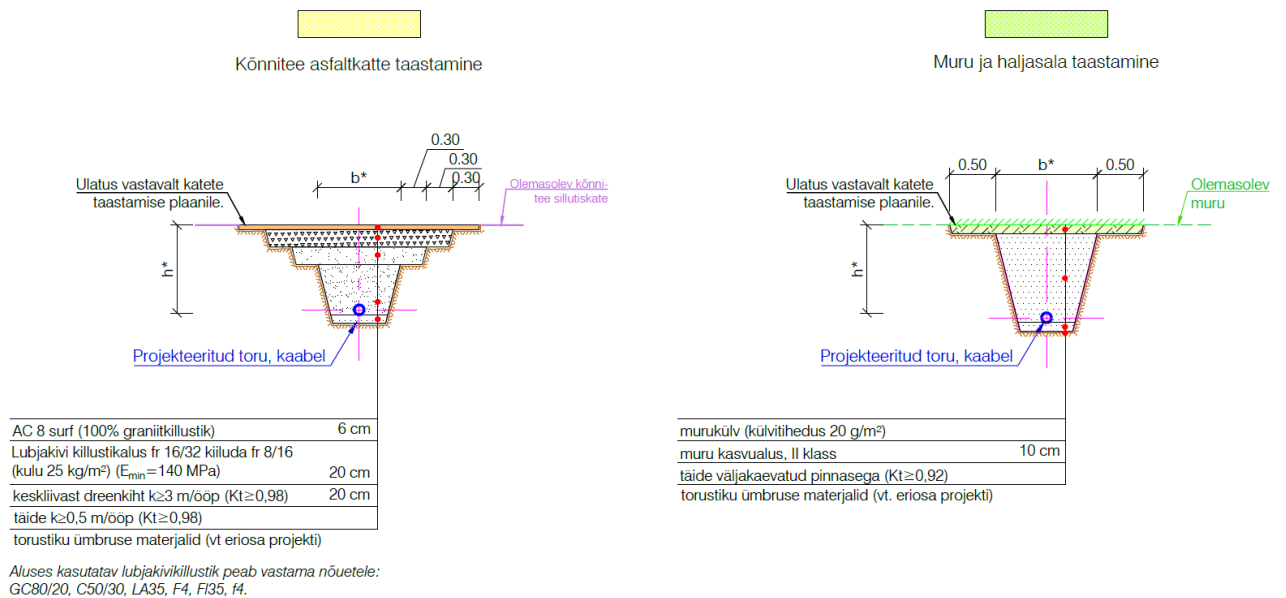 Kõnnitee asfaltkatte taastamine
0.30
0.30
0.30
b*
Ulatus vastavalt katete
taastamise plaanile.
Olemasolev kõnni-
tee sillutiskate
h*
Projekteeritud toru, kaabel
AC 8 surf (100% graniitkillustik) 6 cm
Lubjakivi killustikalus fr 16/32 kiiluda fr 8/16
(kulu 25 kg/m²) (Emin=140 MPa) 20 cm
keskliivast dreenkiht k≥3 m/ööp (Kt≥0,98) 20 cm
täide k≥0,5 m/ööp (Kt≥0,98)
torustiku ümbruse materjalid (vt eriosa projekti)
Aluses kasutatav lubjakivikillustik peab vastama nõuetele:
GC80/20, C50/30, LA35, F4, FI35, f4.
Muru ja haljasala taastamine
0.50
b*
0.50
Ulatus vastavalt katete
taastamise plaanile.
Olemasolev
muru
h*
Projekteeritud toru, kaabel
murukülv (külvitihedus 20 g/m²)
muru kasvualus, II klass 10 cm
täide väljakaevatud pinnasega (Kt≥0,92)
torustiku ümbruse materjalid (vt. eriosa projekti)